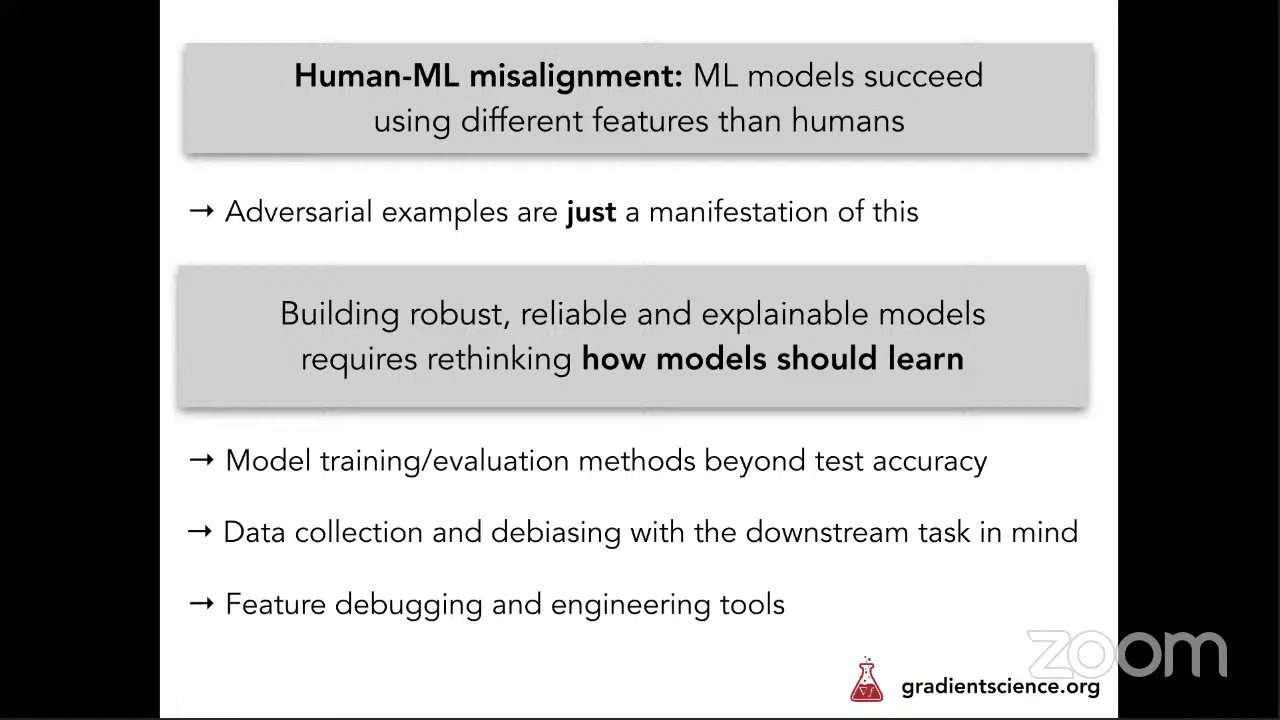 Human-ML misalignment: ML models succeed
using different features than humans
→ Adversarial examples are just a manifestation of this
Building robust, reliable and explainable models
requires rethinking how models should learn
→ Model training/evaluation methods beyond test accuracy
→ Data collection and debiasing with the downstream task in mind
→ Feature debugging and engineering tools
zoom
∇f
gradientscience.org